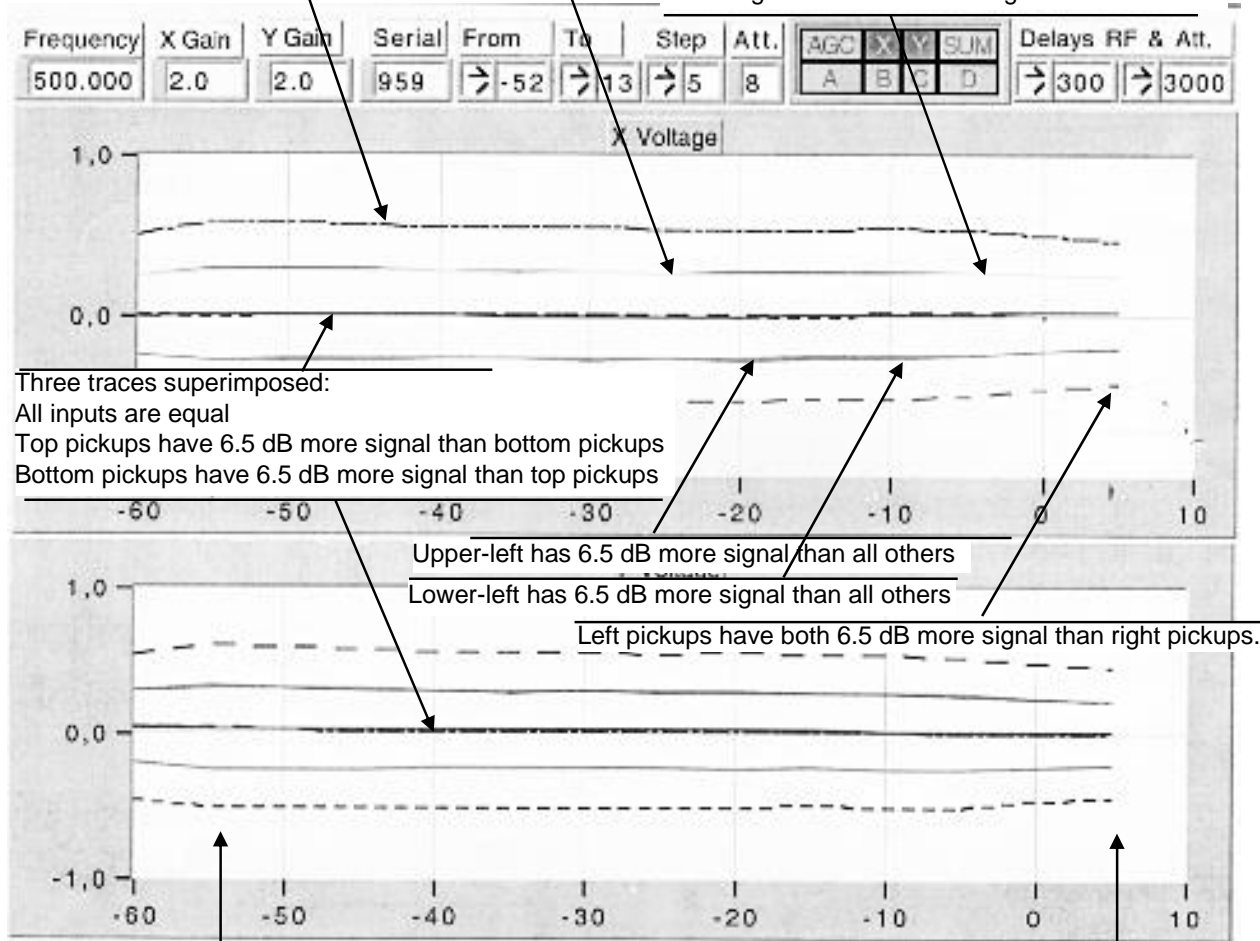 Frequency X Gain Y Gain Serial From To Step Att. AGC X Y SUM Delays RF & Att.
500.000 2.0 2.0 959 -52 13 5 8 A B C D 300 3000
X Voltage
1,0
0,0
Three traces superimposed:
All inputs are equal
Top pickups have 6.5 dB more signal than bottom pickups
Bottom pickups have 6.5 dB more signal than top pickups
-60 -50 -40 -30 -20 -10 0 10
Upper-left has 6.5 dB more signal than all others
Lower-left has 6.5 dB more signal than all others
Left pickups have both 6.5 dB more signal than right pickups.
1,0
0,0
-1,0
-60 -50 -40 -30 -20 -10 0 10